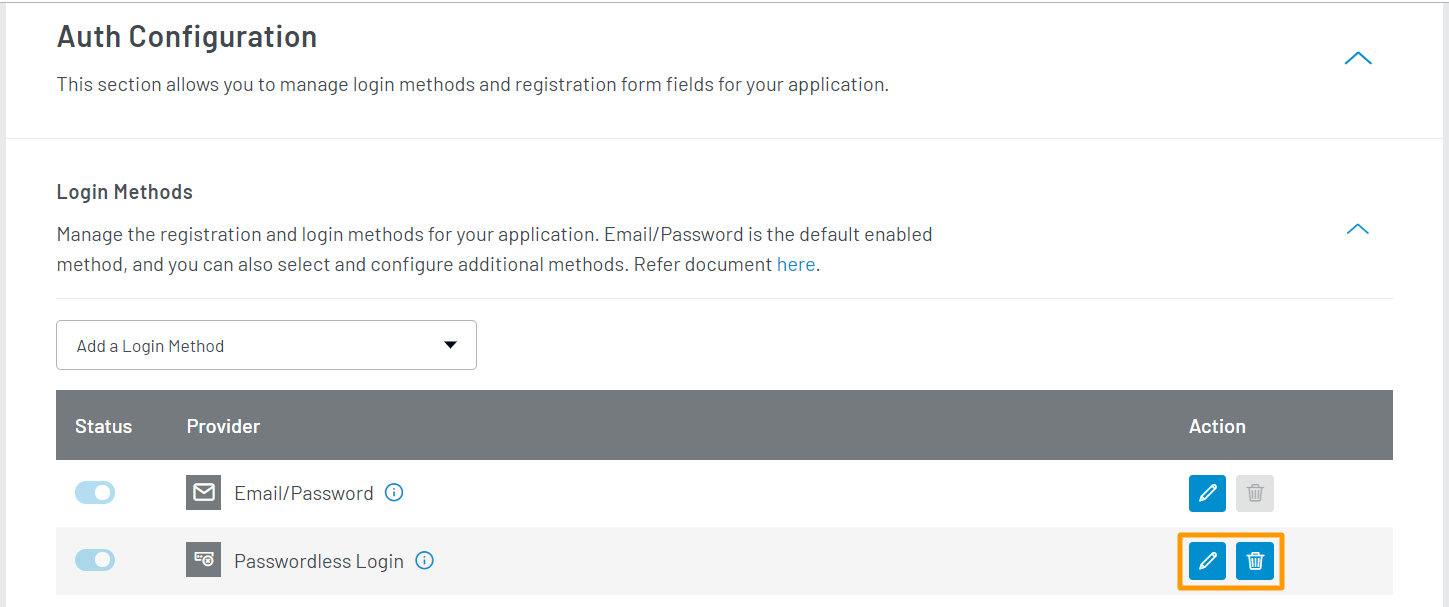 Auth Configuration
This section allows you to manage login methods and registration form fields for your application.
Login Methods
Manage the registration and login methods for your application. Email/Password is the default enabled
method, and you can also select and configure additional methods. Refer document here.
Add a Login Method
Status Provider Action
Email/Password
Passwordless Login